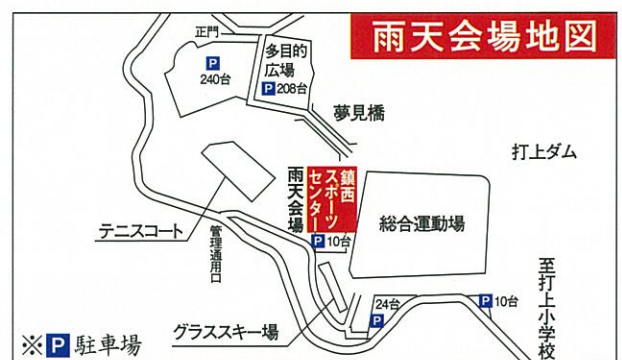 雨天会場地図
正門
多目的
広場
P 240台
P 208台
夢見橋
打上ダム
鎮西
スポーツ
センター
雨天会場
総合運動場
テニスコート
管理通用口
P 10台
24台
P
P 10台
至打上小学校
グラススキー場
※P 駐車場